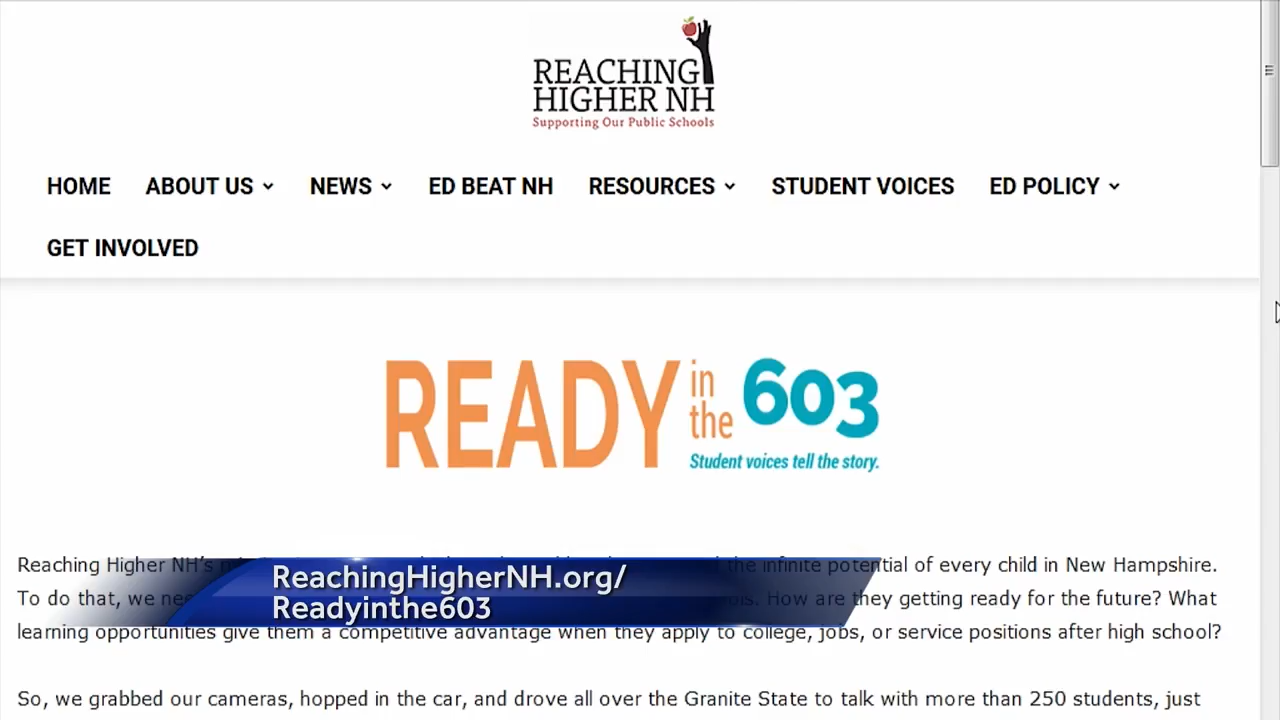 REACHING
HIGHER NH
Supporting Our Public Schools
HOME ABOUT US NEWS ED BEAT NH RESOURCES STUDENT VOICES ED POLICY
GET INVOLVED
READY in the 603
Student voices tell the story.
Reaching Higher NH's the infinite potential of every child in New Hampshire.
To do that, we How are they getting ready for the future? What
learning opportunities give them a competitive advantage when they apply to college, jobs, or service positions after high school?
ReachingHigherNH.org/
Readyinthe603
So, we grabbed our cameras, hopped in the car, and drove all over the Granite State to talk with more than 250 students, just